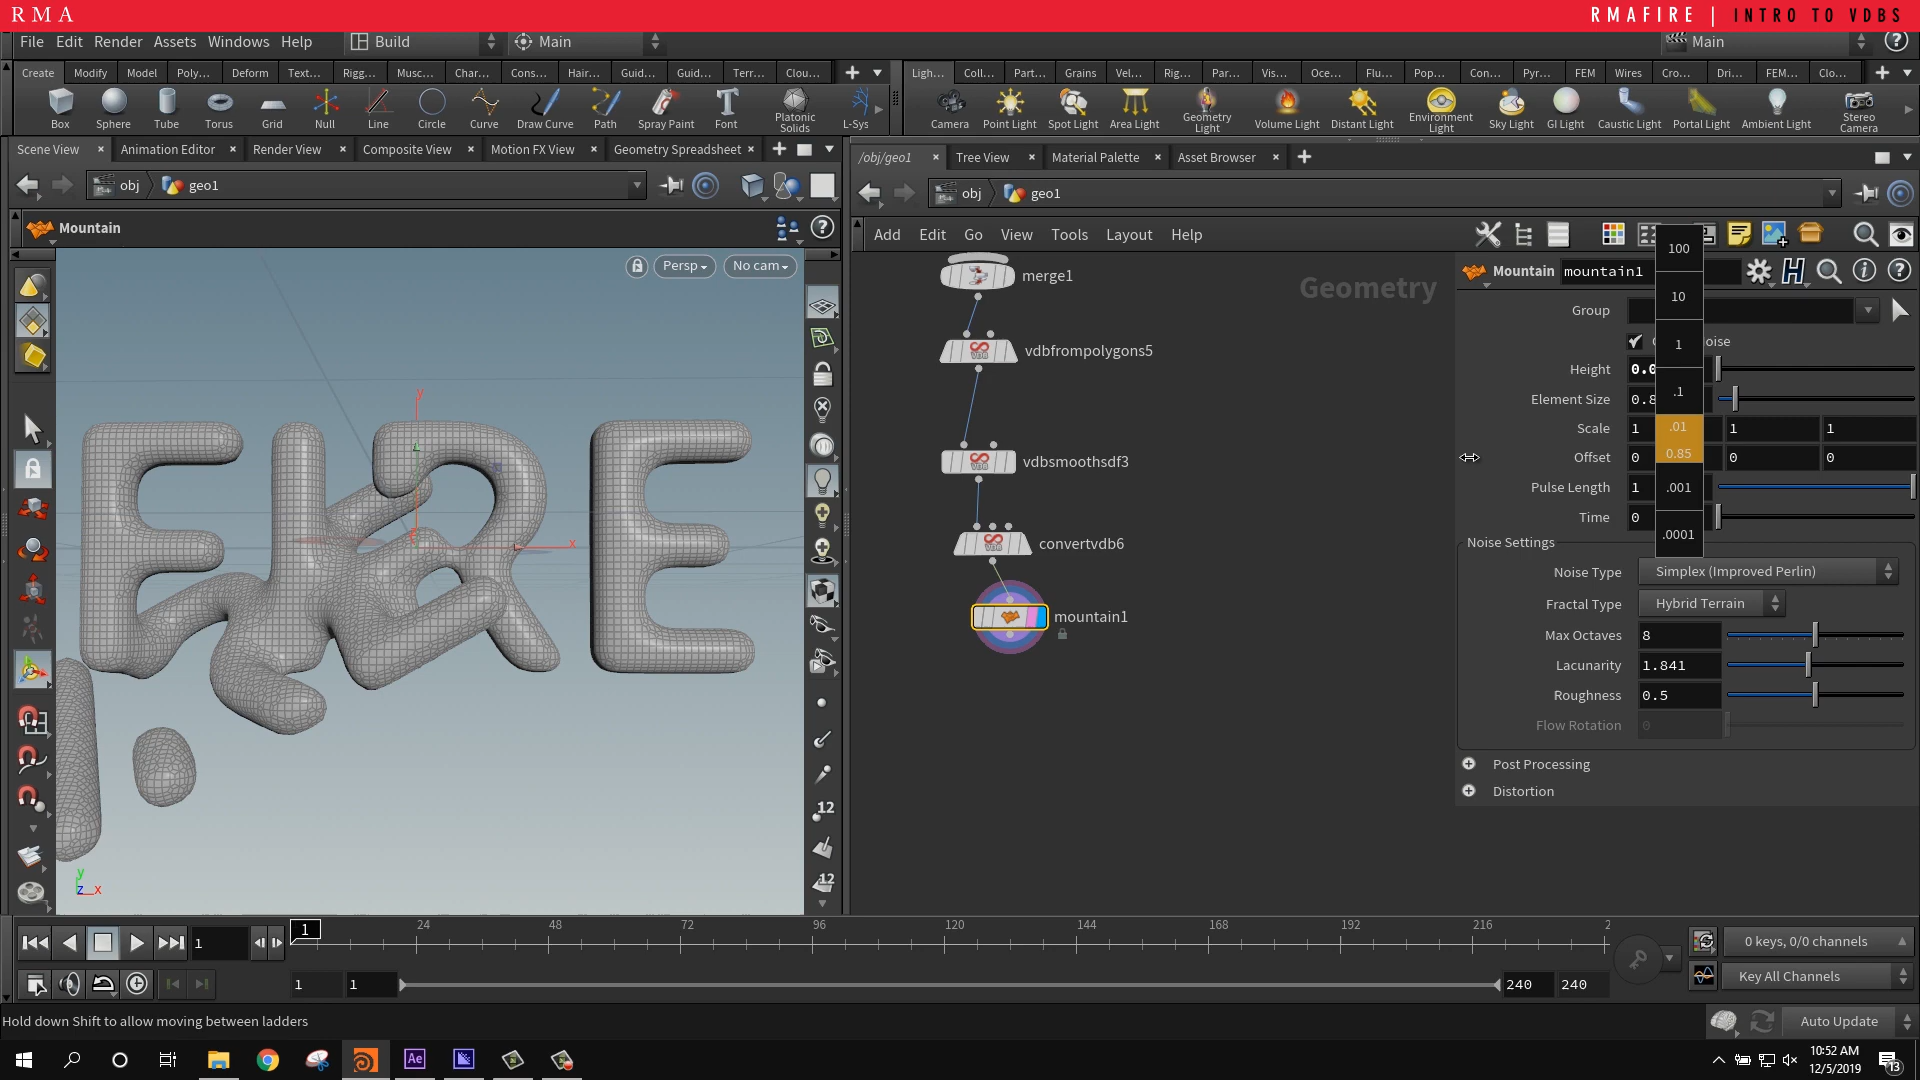 RMA
RMAFIRE | INTRO TO VDBS
File Edit Render Assets Windows Help Build Main Main
Create Modify Model Poly... Deform Text... Rigg... Musc... Char... Cons... Hair... Guid... Guid... Terr... Clou...
Ligh... Coll... Part... Grains Vel... Rig... Par... Vis... Oce... Flu... Pop... Con... Pyr... FEM Wires Cro... Dri... FEM... Clo...
Box Sphere Tube Torus Grid Null Line Circle Curve Draw Curve Path Spray Paint Font Platonic Solids L-Sys
Camera Point Light Spot Light Area Light Geometry Light Volume Light Distant Light Environment Light Sky Light GI Light Caustic Light Portal Light Ambient Light Stereo Camera
Scene View Animation Editor Render View Composite View Motion FX View Geometry Spreadsheet
/obj/geo1 Tree View Material Palette Asset Browser
obj geo1
obj geo1
Mountain
Add Edit Go View Tools Layout Help
Persp No cam
Geometry
merge1
vdbfrompolygons5
vdbsmoothsdf3
convertvdb6
mountain1
Mountain mountain1
Group
oise
Height 0.0
Element Size 0.8
Scale 1 1 1
Offset 0 0 0
Pulse Length 1
Time 0
100
10
1
.1
.01
0.85
.001
.0001
Noise Settings
Noise Type Simplex (Improved Perlin)
Fractal Type Hybrid Terrain
Max Octaves 8
Lacunarity 1.841
Roughness 0.5
Flow Rotation 0
Post Processing
Distortion
y
x
z
y
z x
12
12
1 1 24 48 72 96 120 144 168 192 216 2
0 keys, 0/0 channels
1 1 240 240
Key All Channels
Hold down Shift to allow moving between ladders
Auto Update
Ae
10:52 AM
12/5/2019
13